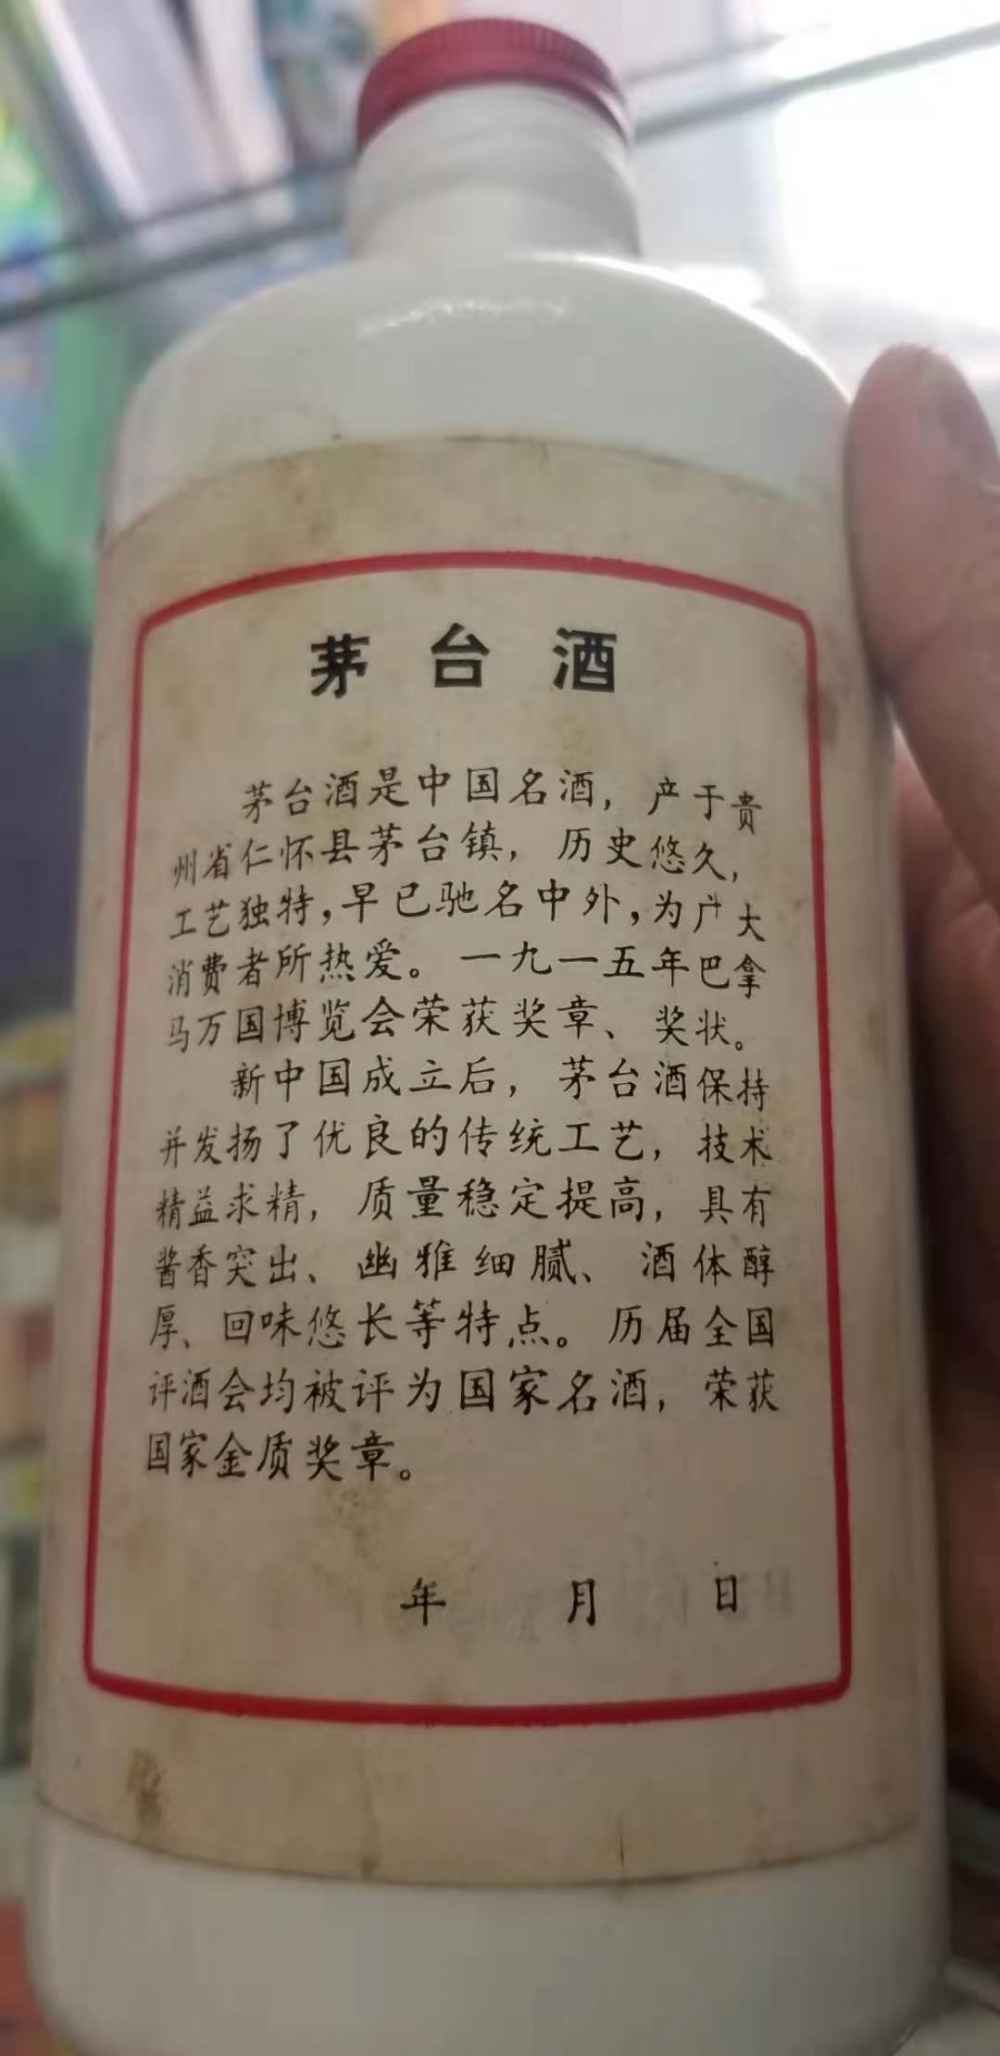 茅台酒
茅台酒是中国名酒，产于贵
州省仁怀县茅台镇，历史悠久，
工艺独特，早已驰名中外，为广大
消费者所热爱。一九一五年巴拿
马万国博览会荣获奖章、奖状。
新中国成立后，茅台酒保持
并发扬了优良的传统工艺，技术
精益求精，质量稳定提高，具有
酱香突出、幽雅细腻、酒体醇
厚、回味悠长等特点。历届全国
评酒会均被评为国家名酒，荣获
国家金质奖章。
年 月 日